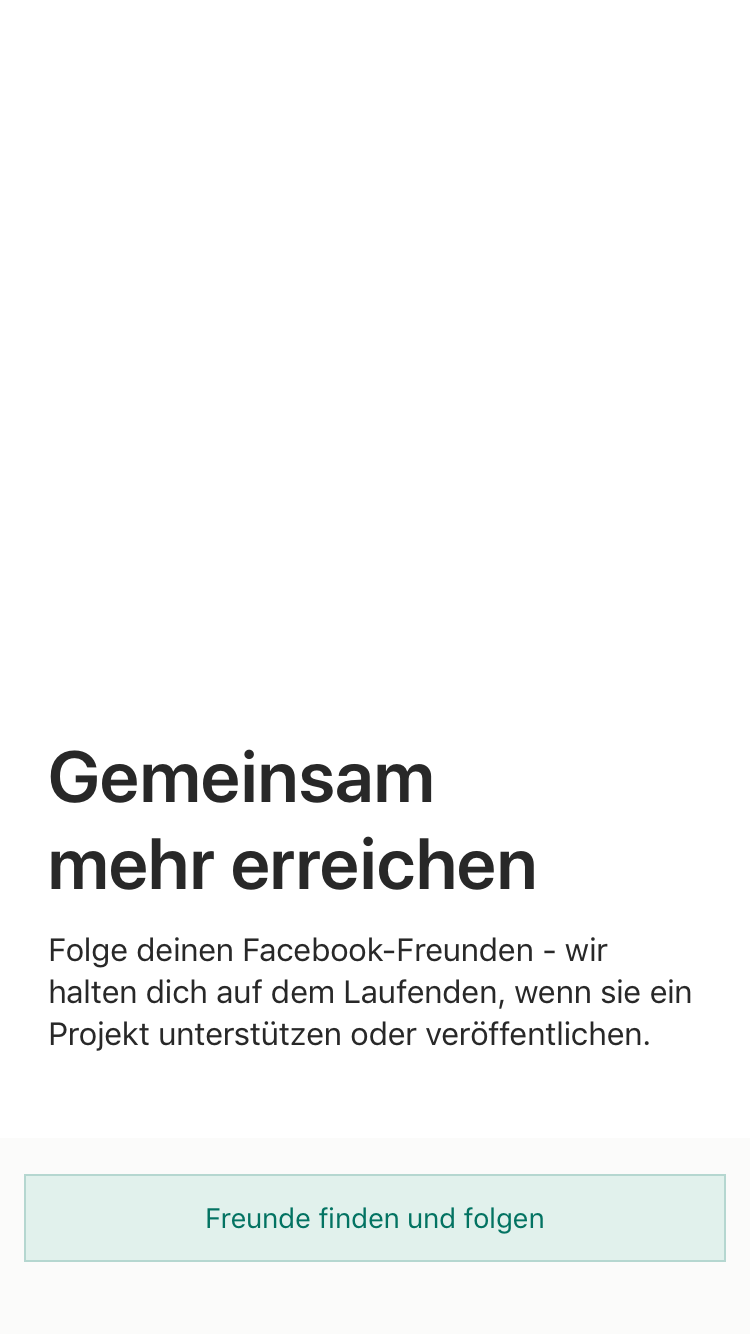 Gemeinsam
mehr erreichen
Folge deinen Facebook-Freunden - wir
halten dich auf dem Laufenden, wenn sie ein
Projekt unterstützen oder veröffentlichen.
Freunde finden und folgen